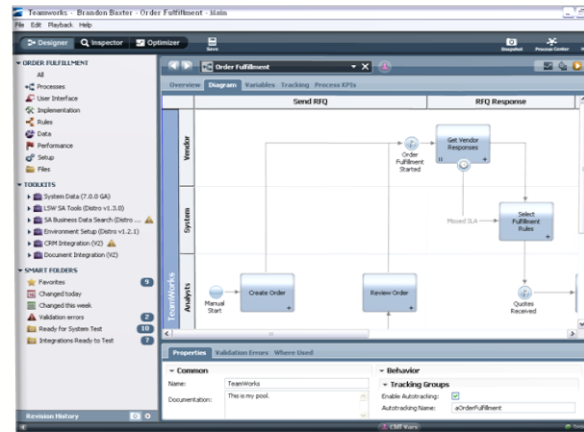 Teamworks - Brandon Baxter - Order Fulfillment - Main
File Edit Playback Help
Designer Inspector Optimizer
Save
Snapshot Process Center
ORDER FULFILLMENT
All
Processes
User Interface
Implementation
Rules
Data
Performance
Setup
Files
TOOLKITS
System Data (7.0.0 GA)
LSW SA Tools (Distro v1.3.0)
SA Business Data Search (Distro ...
Environment Setup (Distro v1.2.1)
CRM Integration (V2)
Document Integration (V2)
SMART FOLDERS
Favorites 9
Changed today
Changed this week
Validation errors 2
Ready for System Test 18
Integrations Ready to Test 7
Revision History
Order Fulfillment
Overview Diagram Variables Tracking Process KPIs
Send RFQ RFQ Response
TeamWorks
Vendor
System
Analysts
Order Fulfillment Started
Get Vendor Responses
Missed SLA
Select Fulfillment Rules
Manual Start
Create Order
Review Order
Quotes Received
Properties Validation Errors Where Used
Common
Name: TeamWorks
Documentation: This is my pool.
Behavior
Tracking Groups
Enable Autotracking:
Autotracking Name: aOrderFulfillment